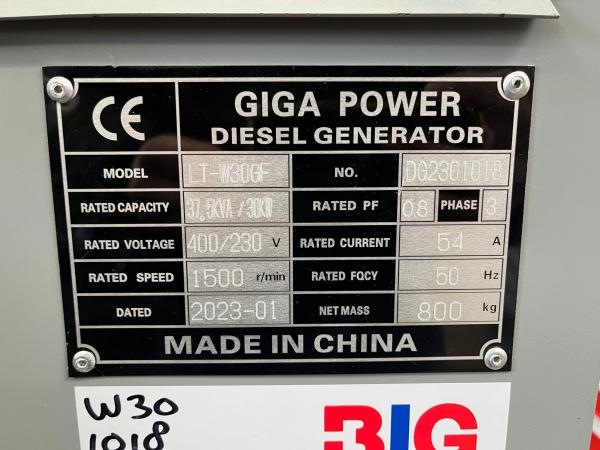 CE
GIGA POWER
DIESEL GENERATOR
MODEL LT-W30GF NO. DG2301018
RATED CAPACITY 37.5KVA/30KW RATED PF 0.8 PHASE 3
RATED VOLTAGE 400/230 V RATED CURRENT 54 A
RATED SPEED 1500 r/min RATED FQCY 50 Hz
DATED 2023-01 NET MASS 800 kg
MADE IN CHINA
W30
1018
BIG